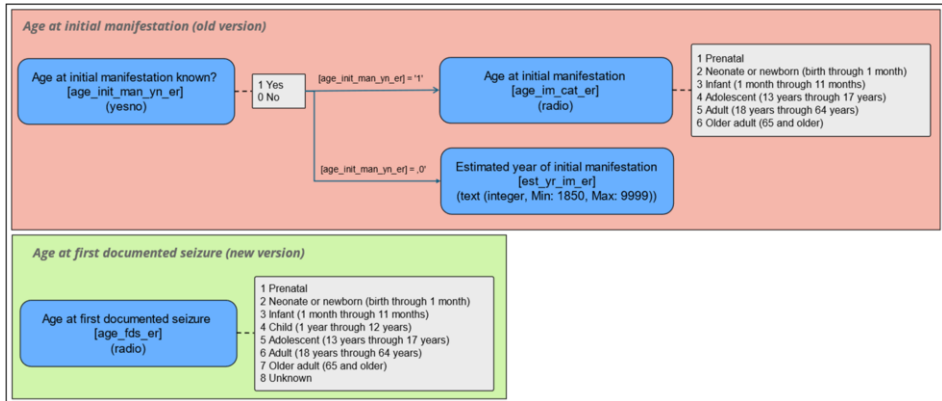 Age at initial manifestation (old version)
Age at initial manifestation known?
[age_init_man_yn_er]
(yesno)
1 Yes
0 No
[age_init_man_yn_er] = '1'
Age at initial manifestation
[age_im_cat_er]
(radio)
1 Prenatal
2 Neonate or newborn (birth through 1 month)
3 Infant (1 month through 11 months)
4 Adolescent (13 years through 17 years)
5 Adult (18 years through 64 years)
6 Older adult (65 and older)
[age_init_man_yn_er] = ,0'
Estimated year of initial manifestation
[est_yr_im_er]
(text (integer, Min: 1850, Max: 9999))
Age at first documented seizure (new version)
Age at first documented seizure
[age_fds_er]
(radio)
1 Prenatal
2 Neonate or newborn (birth through 1 month)
3 Infant (1 month through 11 months)
4 Child (1 year through 12 years)
5 Adolescent (13 years through 17 years)
6 Adult (18 years through 64 years)
7 Older adult (65 and older)
8 Unknown